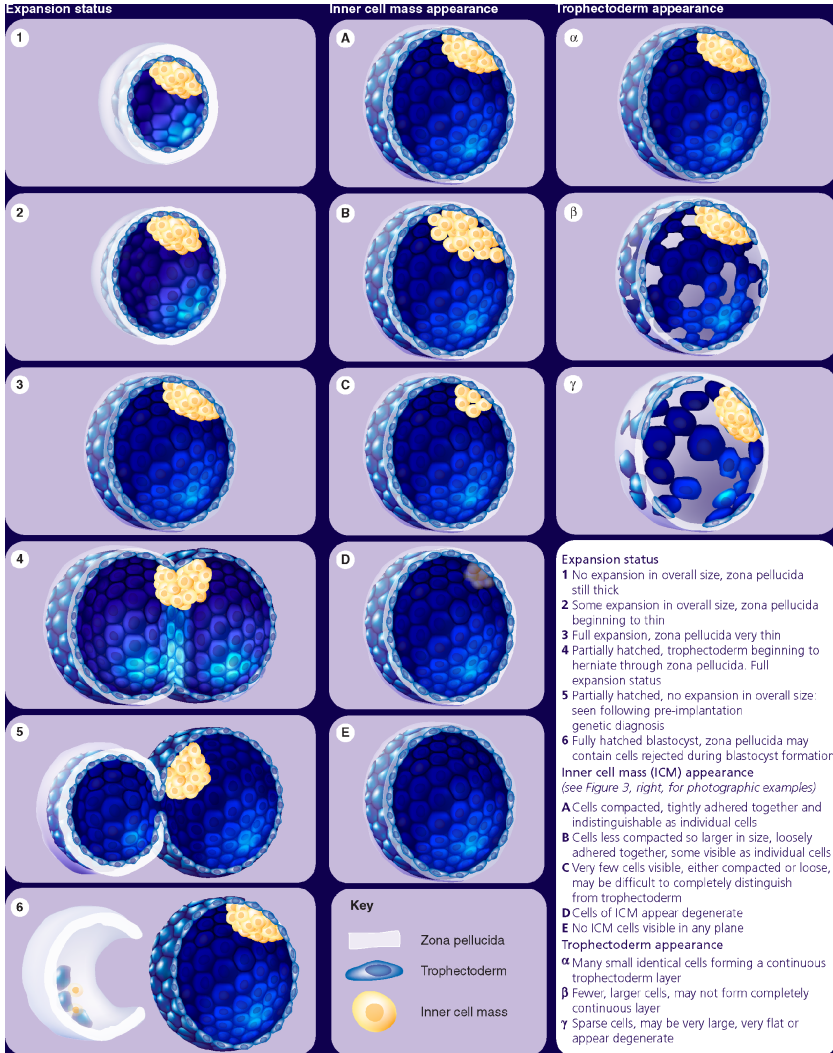 Expansion status
Inner cell mass appearance
Trophectoderm appearance
1
A
α
2
B
β
3
C
γ
4
D
5
E
6
Key
Zona pellucida
Trophectoderm
Inner cell mass
Expansion status
1 No expansion in overall size, zona pellucida
still thick
2 Some expansion in overall size, zona pellucida
beginning to thin
3 Full expansion, zona pellucida very thin
4 Partially hatched, trophectoderm beginning to
herniate through zona pellucida. Full
expansion status
5 Partially hatched, no expansion in overall size:
seen following pre-implantation
genetic diagnosis
6 Fully hatched blastocyst, zona pellucida may
contain cells rejected during blastocyst formation
Inner cell mass (ICM) appearance
(see Figure 3, right, for photographic examples)
A Cells compacted, tightly adhered together and
indistinguishable as individual cells
B Cells less compacted so larger in size, loosely
adhered together, some visible as individual cells
C Very few cells visible, either compacted or loose,
may be difficult to completely distinguish
from trophectoderm
D Cells of ICM appear degenerate
E No ICM cells visible in any plane
Trophectoderm appearance
α Many small identical cells forming a continuous
trophectoderm layer
β Fewer, larger cells, may not form completely
continuous layer
γ Sparse cells, may be very large, very flat or
appear degenerate